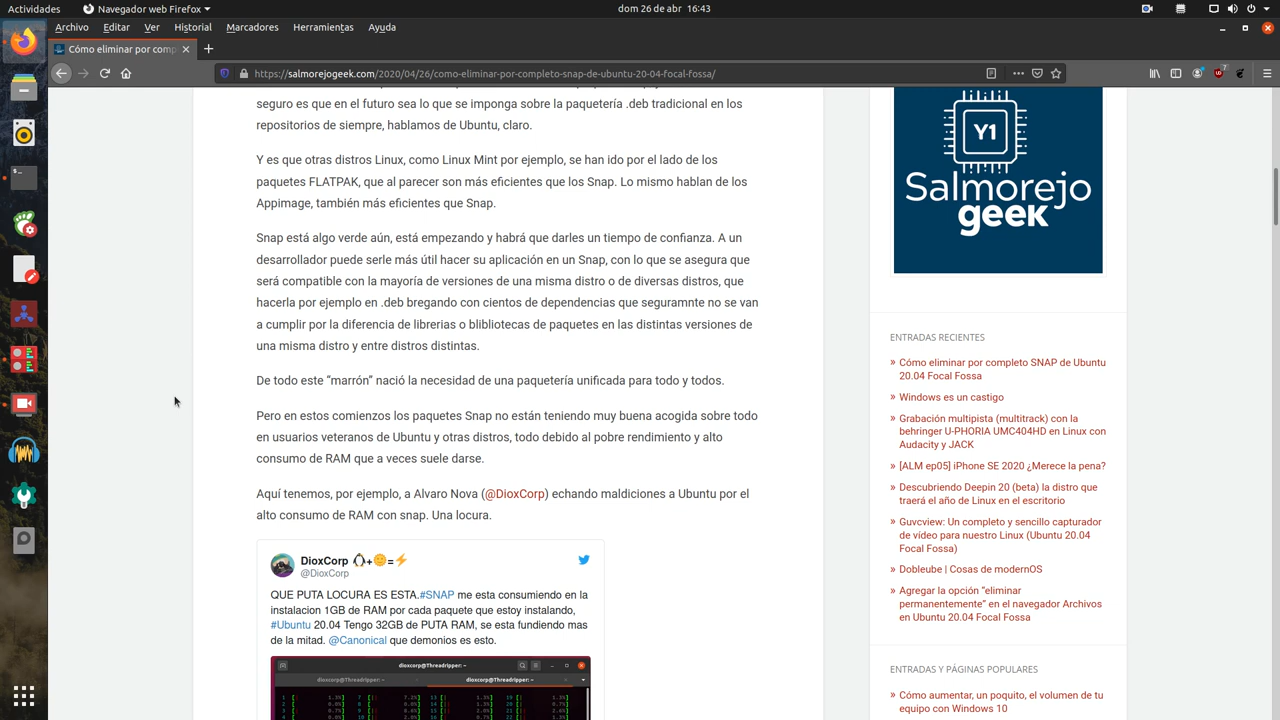 Actividades
Navegador web Firefox
dom 26 de abr  16:43
Archivo Editar Ver Historial Marcadores Herramientas Ayuda
Cómo eliminar por comp
https://salmorejogeek.com/2020/04/26/como-eliminar-por-completo-snap-de-ubuntu-20-04-focal-fossa/
seguro es que en el futuro sea lo que se imponga sobre la paquetería .deb tradicional en los
repositorios de siempre, hablamos de Ubuntu, claro.
Y es que otras distros Linux, como Linux Mint por ejemplo, se han ido por el lado de los
paquetes FLATPAK, que al parecer son más eficientes que los Snap. Lo mismo hablan de los
Appimage, también más eficientes que Snap.
Snap está algo verde aún, está empezando y habrá que darles un tiempo de confianza. A un
desarrollador puede serle más útil hacer su aplicación en un Snap, con lo que se asegura que
será compatible con la mayoría de versiones de una misma distro o de diversas distros, que
hacerla por ejemplo en .deb bregando con cientos de dependencias que seguramnte no se van
a cumplir por la diferencia de librerias o blibliotecas de paquetes en las distintas versiones de
una misma distro y entre distros distintas.
De todo este “marrón” nació la necesidad de una paquetería unificada para todo y todos.
Pero en estos comienzos los paquetes Snap no están teniendo muy buena acogida sobre todo
en usuarios veteranos de Ubuntu y otras distros, todo debido al pobre rendimiento y alto
consumo de RAM que a veces suele darse.
Aquí tenemos, por ejemplo, a Alvaro Nova (@DioxCorp) echando maldiciones a Ubuntu por el
alto consumo de RAM con snap. Una locura.
DioxCorp 🐧+🌞=⚡
@DioxCorp
QUE PUTA LOCURA ES ESTA.#SNAP me esta consumiendo en la
instalacion 1GB de RAM por cada paquete que estoy instalando,
#Ubuntu 20.04 Tengo 32GB de PUTA RAM, se esta fundiendo mas
de la mitad. @Canonical que demonios es esto.
dioxcorp@Threadripper: ~
dioxcorp@Threadripper: ~
dioxcorp@Threadripper: ~
Y1
Salmorejo
geek
ENTRADAS RECIENTES
» Cómo eliminar por completo SNAP de Ubuntu
20.04 Focal Fossa
» Windows es un castigo
» Grabación multipista (multitrack) con la
behringer U-PHORIA UMC404HD en Linux con
Audacity y JACK
» [ALM ep05] iPhone SE 2020 ¿Merece la pena?
» Descubriendo Deepin 20 (beta) la distro que
traerá el año de Linux en el escritorio
» Guvcview: Un completo y sencillo capturador
de vídeo para nuestro Linux (Ubuntu 20.04
Focal Fossa)
» Dobleube | Cosas de modernOS
» Agregar la opción “eliminar
permanentemente” en el navegador Archivos
en Ubuntu 20.04 Focal Fossa
ENTRADAS Y PÁGINAS POPULARES
» Cómo aumentar, un poquito, el volumen de tu
equipo con Windows 10